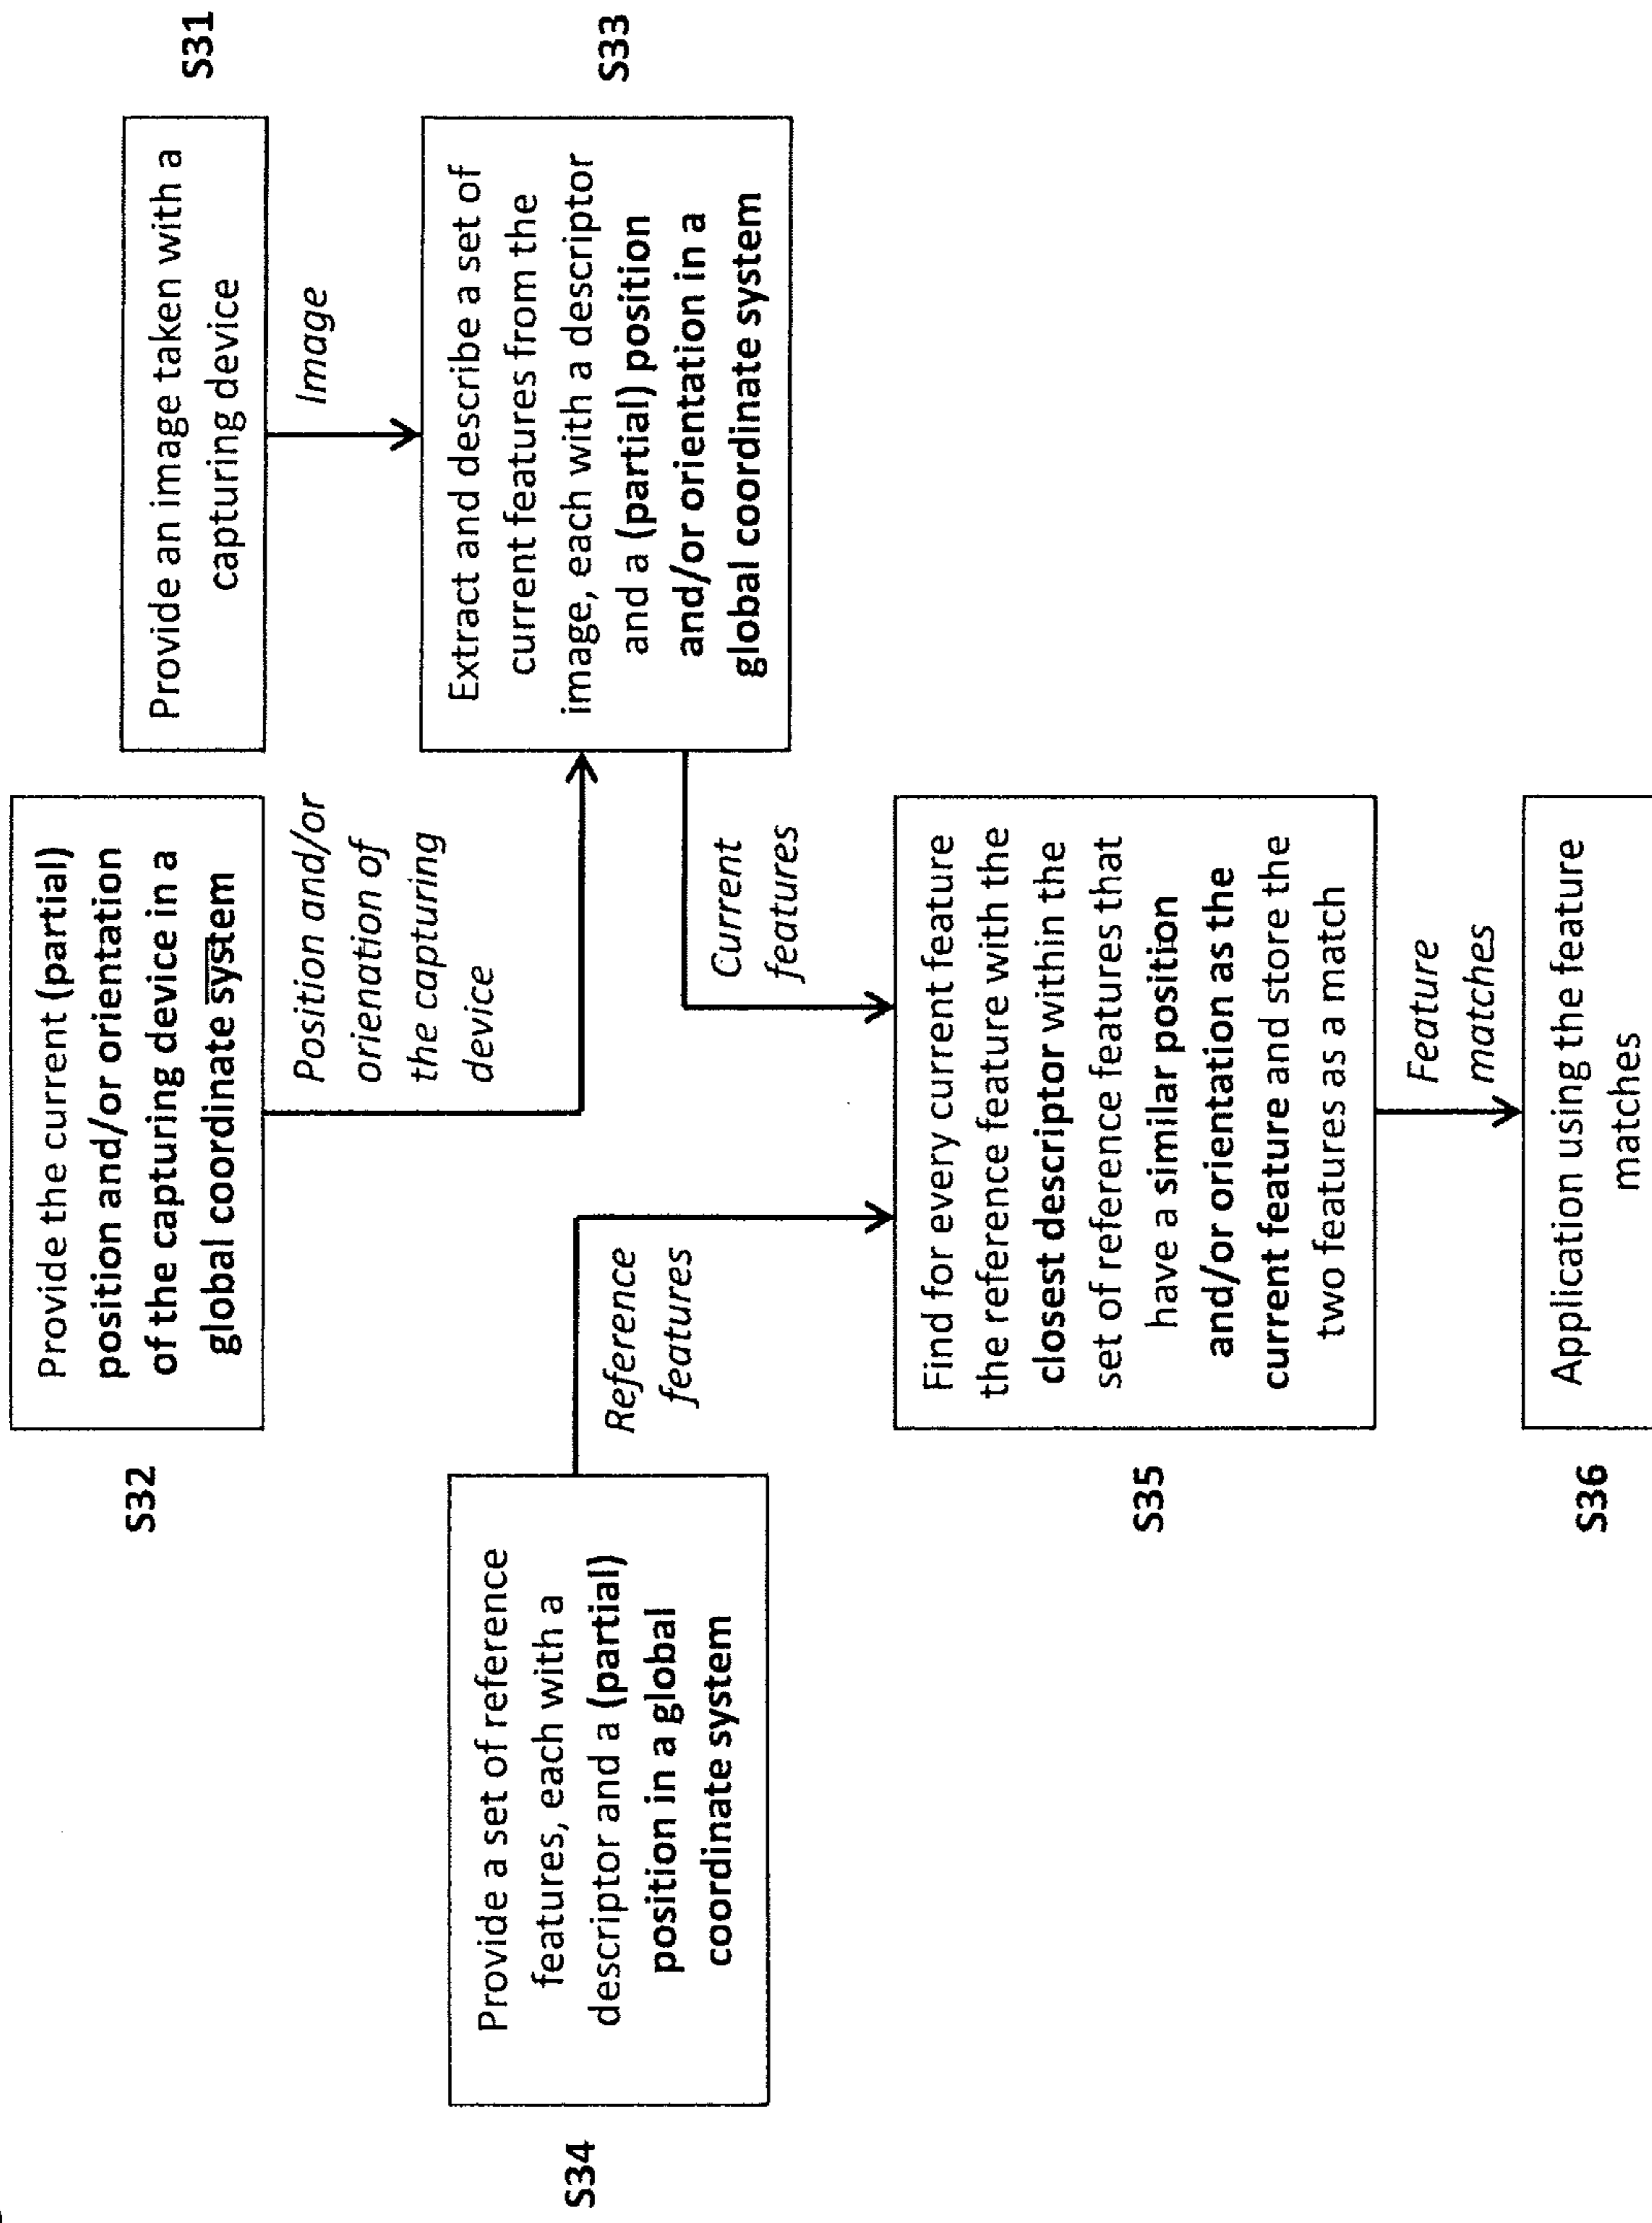 S32
Provide the current (partial)
position and/or orientation
of the capturing device in a
global coordinate system
S31
Provide an image taken with a
capturing device
Position and/or
orienation of
the capturing
device
Image
S34
Provide a set of reference
features, each with a
descriptor and a (partial)
position in a global
coordinate system
S33
Extract and describe a set of
current features from the
image, each with a descriptor
and a (partial) position
and/or orientation in a
global coordinate system
Reference
features
Current
features
S35
Find for every current feature
the reference feature with the
closest descriptor within the
set of reference features that
have a similar position
and/or orientation as the
current feature and store the
two features as a match
Feature
matches
S36
Application using the feature
matches